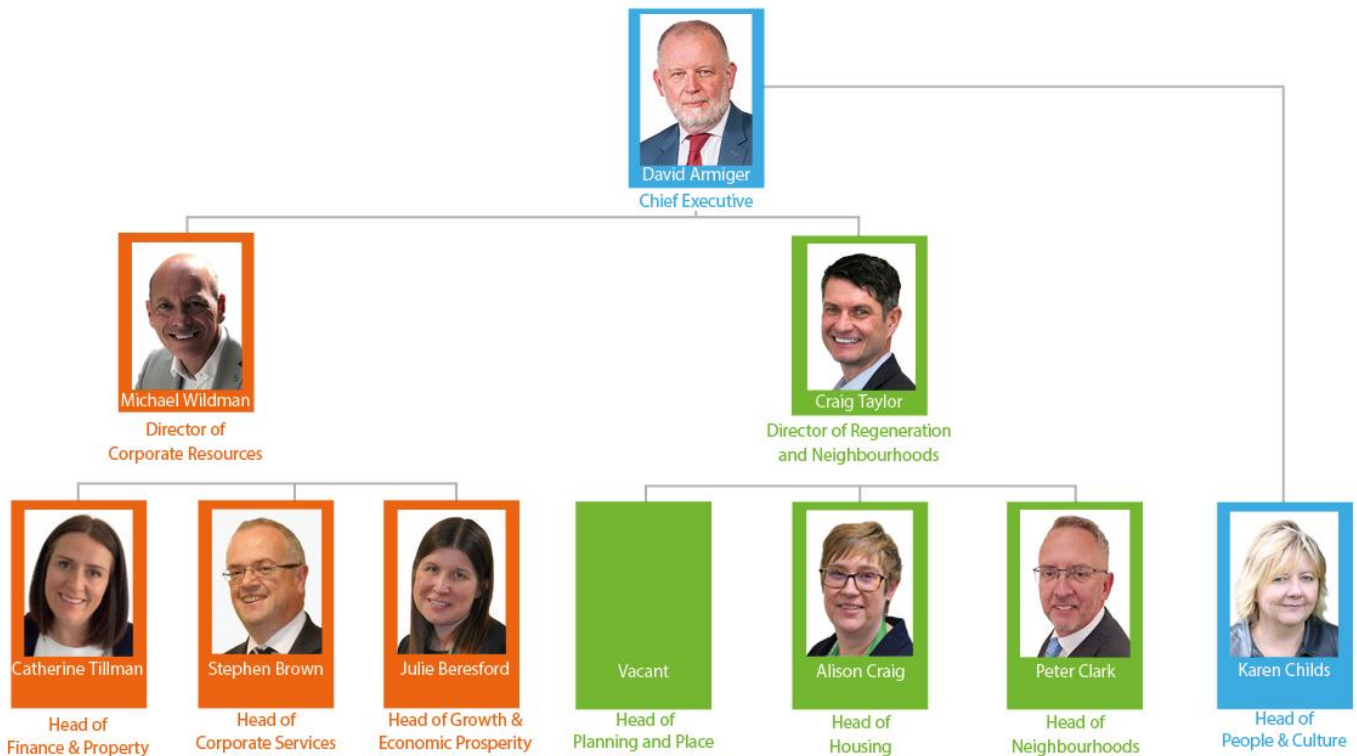 David Armiger
Chief Executive
Michael Wildman
Director of
Corporate Resources
Craig Taylor
Director of Regeneration
and Neighbourhoods
Catherine Tillman
Head of
Finance & Property
Stephen Brown
Head of
Corporate Services
Julie Beresford
Head of Growth &
Economic Prosperity
Vacant
Head of
Planning and Place
Alison Craig
Head of
Housing
Peter Clark
Head of
Neighbourhoods
Karen Childs
Head of
People & Culture